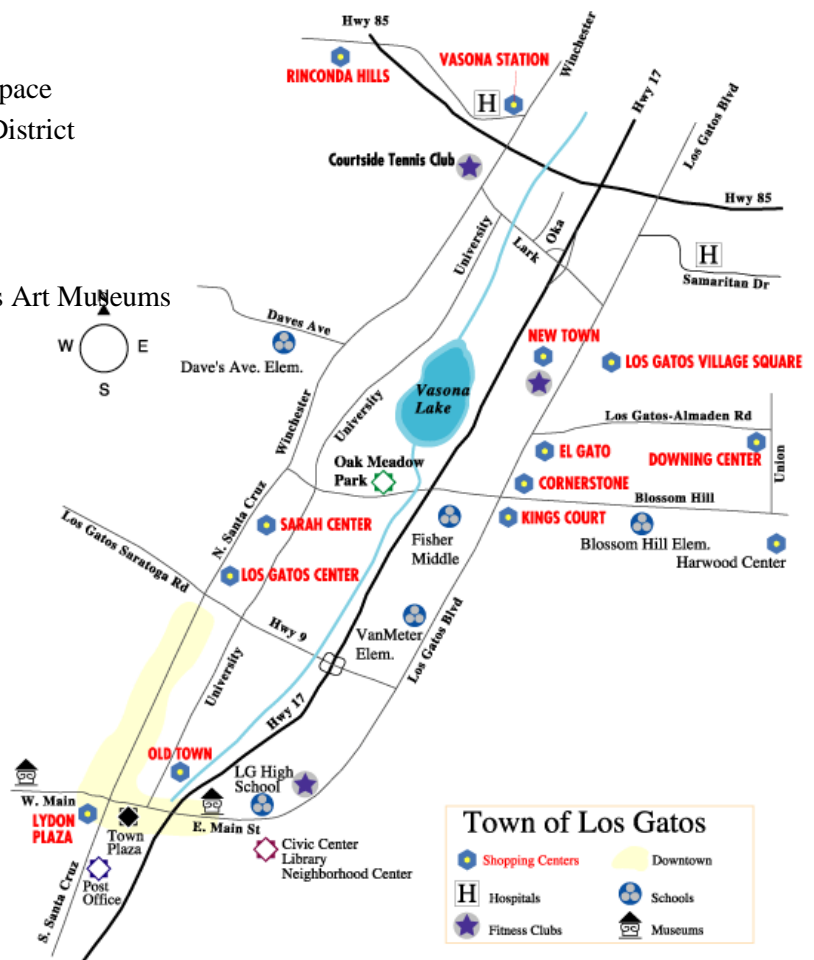 Hwy 85
Winchester
RINCONDA HILLS
VASONA STATION
H
Hwy 17
Los Gatos Blvd
pace
District
Courtside Tennis Club
Hwy 85
University
Lark
Oka
H
Samaritan Dr
s Art Museums
N
W
E
S
Daves Ave
Dave's Ave. Elem.
NEW TOWN
LOS GATOS VILLAGE SQUARE
Vasona
Lake
University
Winchester
Los Gatos-Almaden Rd
EL GATO
DOWNING CENTER
Union
Oak Meadow
Park
CORNERSTONE
Blossom Hill
N. Santa Cruz
SARAH CENTER
KINGS COURT
Fisher
Middle
Blossom Hill Elem.
Harwood Center
Los Gatos Saratoga Rd
LOS GATOS CENTER
Hwy 9
VanMeter
Elem.
Los Gatos Blvd
University
Hwy 17
OLD TOWN
LG High
School
W. Main
LYDON
PLAZA
Town
Plaza
E. Main St
Civic Center
Library
Neighborhood Center
Post
Office
S. Santa Cruz
Town of Los Gatos
Shopping Centers
Downtown
H
Hospitals
Schools
Fitness Clubs
Museums